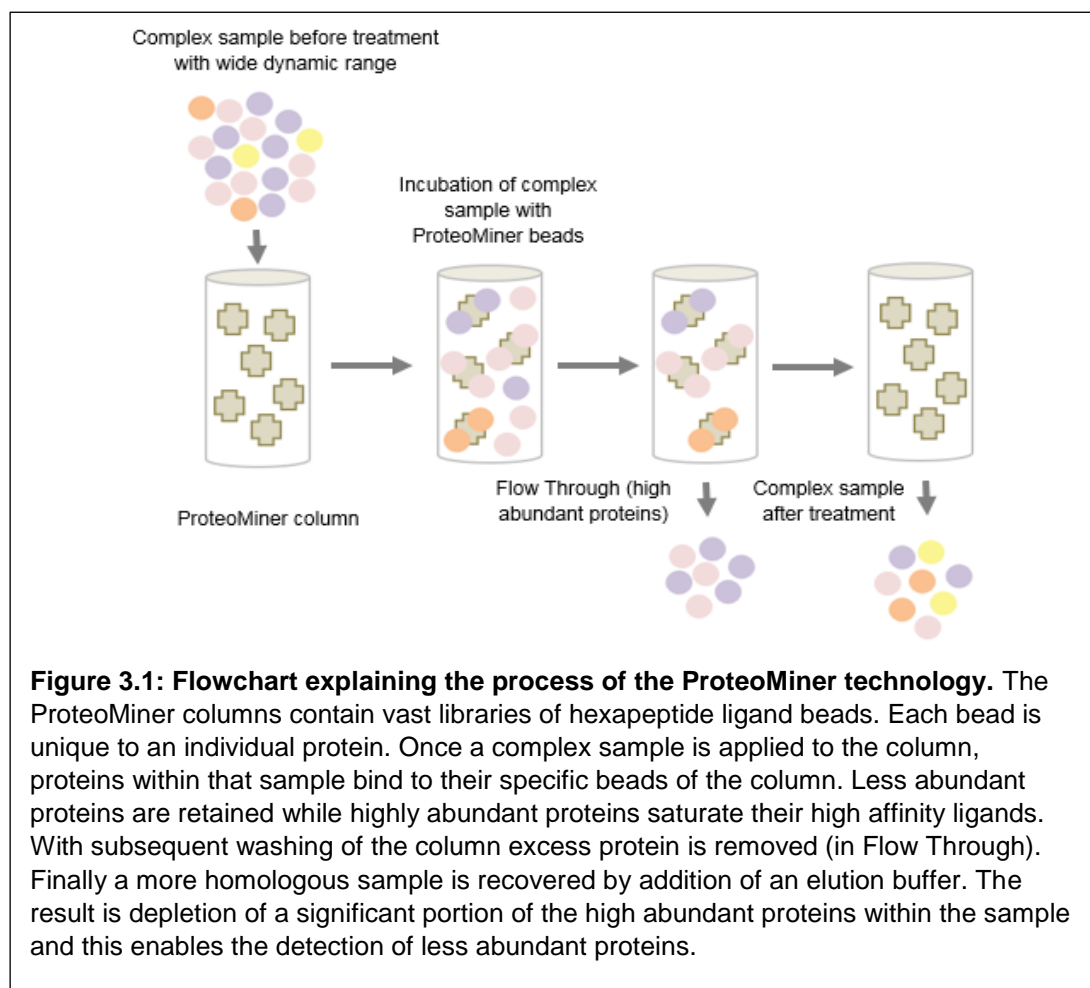 Complex sample before treatment
with wide dynamic range
Incubation of complex
sample with
ProteoMiner beads
ProteoMiner column
Flow Through (high
abundant proteins)
Complex sample
after treatment
Figure 3.1: Flowchart explaining the process of the ProteoMiner technology. The
ProteoMiner columns contain vast libraries of hexapeptide ligand beads. Each bead is
unique to an individual protein. Once a complex sample is applied to the column,
proteins within that sample bind to their specific beads of the column. Less abundant
proteins are retained while highly abundant proteins saturate their high affinity ligands.
With subsequent washing of the column excess protein is removed (in Flow Through).
Finally a more homologous sample is recovered by addition of an elution buffer. The
result is depletion of a significant portion of the high abundant proteins within the sample
and this enables the detection of less abundant proteins.